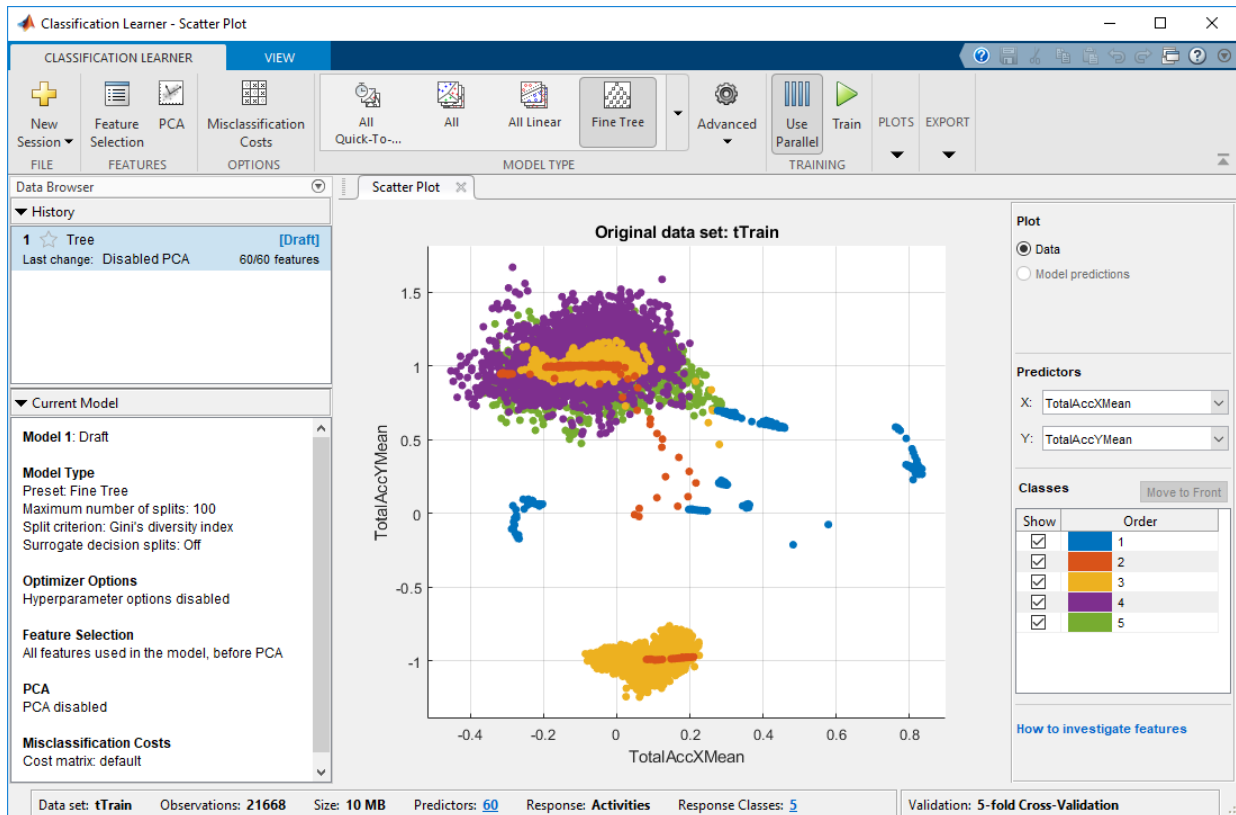 Classification Learner - Scatter Plot
CLASSIFICATION LEARNER VIEW
New Session
Feature Selection
PCA
Misclassification Costs
All Quick-To-...
All
All Linear
Fine Tree
Advanced
Use Parallel
Train
PLOTS
EXPORT
FILE FEATURES OPTIONS MODEL TYPE TRAINING
Data Browser
History
1 Tree [Draft]
Last change: Disabled PCA 60/60 features
Current Model
Model 1: Draft
Model Type
Preset: Fine Tree
Maximum number of splits: 100
Split criterion: Gini's diversity index
Surrogate decision splits: Off
Optimizer Options
Hyperparameter options disabled
Feature Selection
All features used in the model, before PCA
PCA
PCA disabled
Misclassification Costs
Cost matrix: default
Scatter Plot
Original data set: tTrain
1.5
1
0.5
0
-0.5
-1
TotalAccYMean
-0.4 -0.2 0 0.2 0.4 0.6 0.8
TotalAccXMean
Plot
Data
Model predictions
Predictors
X: TotalAccXMean
Y: TotalAccYMean
Classes Move to Front
Show Order
1
2
3
4
5
How to investigate features
Data set: tTrain Observations: 21668 Size: 10 MB Predictors: 60 Response: Activities Response Classes: 5 Validation: 5-fold Cross-Validation